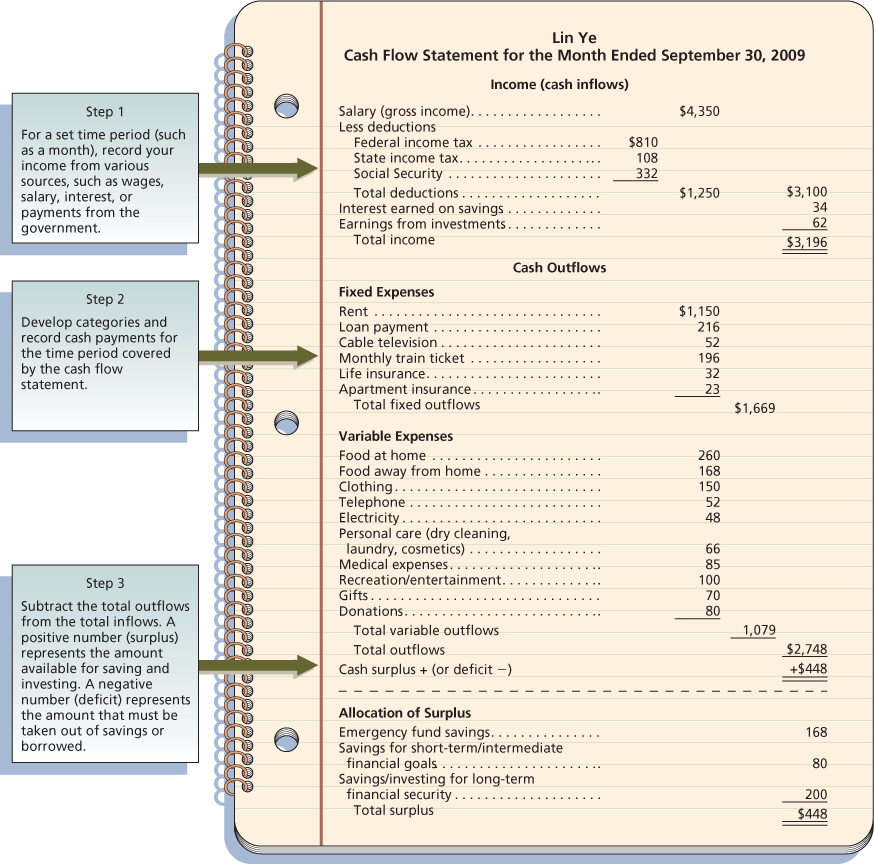 Lin Ye
Cash Flow Statement for the Month Ended September 30, 2009
Income (cash inflows)
Salary (gross income). . . . . . . . . . . . . . . . . . $4,350
Less deductions
Federal income tax . . . . . . . . . . . . . . . . $810
State income tax. . . . . . . . . . . . . . . . . . 108
Social Security . . . . . . . . . . . . . . . . . . . 332
Total deductions . . . . . . . . . . . . . . . . . . $1,250 $3,100
Interest earned on savings . . . . . . . . . . . . 34
Earnings from investments. . . . . . . . . . . . 62
Total income $3,196
Cash Outflows
Fixed Expenses
Rent . . . . . . . . . . . . . . . . . . . . . . . . . . . . . $1,150
Loan payment . . . . . . . . . . . . . . . . . . . . . 216
Cable television . . . . . . . . . . . . . . . . . . . . 52
Monthly train ticket . . . . . . . . . . . . . . . . 196
Life insurance. . . . . . . . . . . . . . . . . . . . . . 32
Apartment insurance. . . . . . . . . . . . . . . . 23
Total fixed outflows $1,669
Variable Expenses
Food at home . . . . . . . . . . . . . . . . . . . . . 260
Food away from home . . . . . . . . . . . . . . . 168
Clothing. . . . . . . . . . . . . . . . . . . . . . . . . . 150
Telephone . . . . . . . . . . . . . . . . . . . . . . . . 52
Electricity . . . . . . . . . . . . . . . . . . . . . . . . . 48
Personal care (dry cleaning,
laundry, cosmetics) . . . . . . . . . . . . . . . . 66
Medical expenses. . . . . . . . . . . . . . . . . . . 85
Recreation/entertainment. . . . . . . . . . . . . 100
Gifts . . . . . . . . . . . . . . . . . . . . . . . . . . . . . 70
Donations. . . . . . . . . . . . . . . . . . . . . . . . . 80
Total variable outflows 1,079
Total outflows $2,748
Cash surplus + (or deficit −) +$448
Allocation of Surplus
Emergency fund savings. . . . . . . . . . . . . . 168
Savings for short-term/intermediate
financial goals. . . . . . . . . . . . . . . . . . . . 80
Savings/investing for long-term
financial security . . . . . . . . . . . . . . . . . . 200
Total surplus $448
Step 1
For a set time period (such
as a month), record your
income from various
sources, such as wages,
salary, interest, or
payments from the
government.
Step 2
Develop categories and
record cash payments for
the time period covered
by the cash flow
statement.
Step 3
Subtract the total outflows
from the total inflows. A
positive number (surplus)
represents the amount
available for saving and
investing. A negative
number (deficit) represents
the amount that must be
taken out of savings or
borrowed.